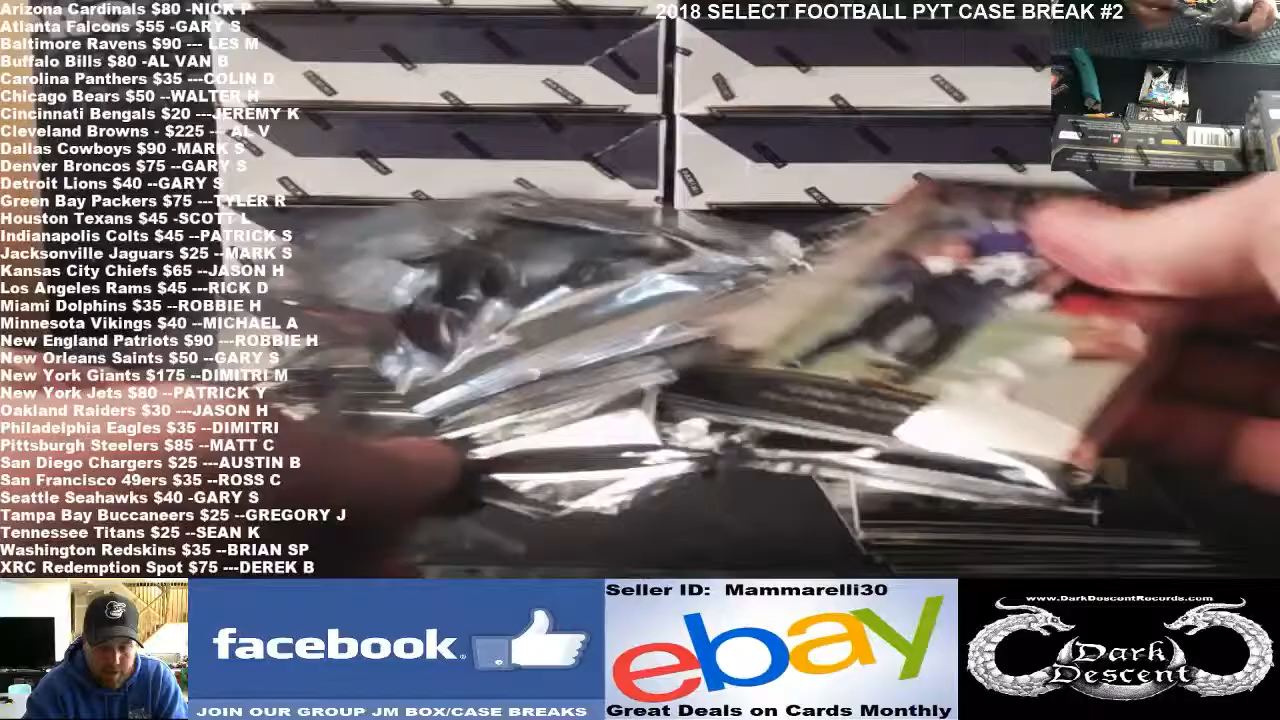 Arizona Cardinals $80 -NICK P
Atlanta Falcons $55 -GARY S
Baltimore Ravens $90 --- LES M
Buffalo Bills $80 -AL VAN B
Carolina Panthers $35 ---COLIN D
Chicago Bears $50 --WALTER H
Cincinnati Bengals $20 ---JEREMY K
Cleveland Browns - $225 --- AL V
Dallas Cowboys $90 -MARK S
Denver Broncos $75 --GARY S
Detroit Lions $40 --GARY S
Green Bay Packers $75 ---TYLER R
Houston Texans $45 -SCOTT L
Indianapolis Colts $45 --PATRICK S
Jacksonville Jaguars $25 --MARK S
Kansas City Chiefs $65 --JASON H
Los Angeles Rams $45 ---RICK D
Miami Dolphins $35 --ROBBIE H
Minnesota Vikings $40 --MICHAEL A
New England Patriots $90 ---ROBBIE H
New Orleans Saints $50 --GARY S
New York Giants $175 --DIMITRI M
New York Jets $80 --PATRICK Y
Oakland Raiders $30 ---JASON H
Philadelphia Eagles $35 --DIMITRI
Pittsburgh Steelers $85 --MATT C
San Diego Chargers $25 ---AUSTIN B
San Francisco 49ers $35 --ROSS C
Seattle Seahawks $40 -GARY S
Tampa Bay Buccaneers $25 --GREGORY J
Tennessee Titans $25 --SEAN K
Washington Redskins $35 --BRIAN SP
XRC Redemption Spot $75 ---DEREK B
2018 SELECT FOOTBALL PYT CASE BREAK #2
facebook.
JOIN OUR GROUP JM BOX/CASE BREAKS
Seller ID: Mammarelli30
ebay
Great Deals on Cards Monthly
www.DarkDescentRecords.com
Dark
Descent